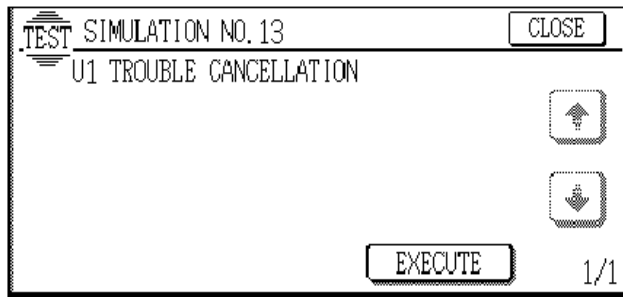 TEST SIMULATION NO.13 CLOSE
U1 TROUBLE CANCELLATION
EXECUTE 1/1